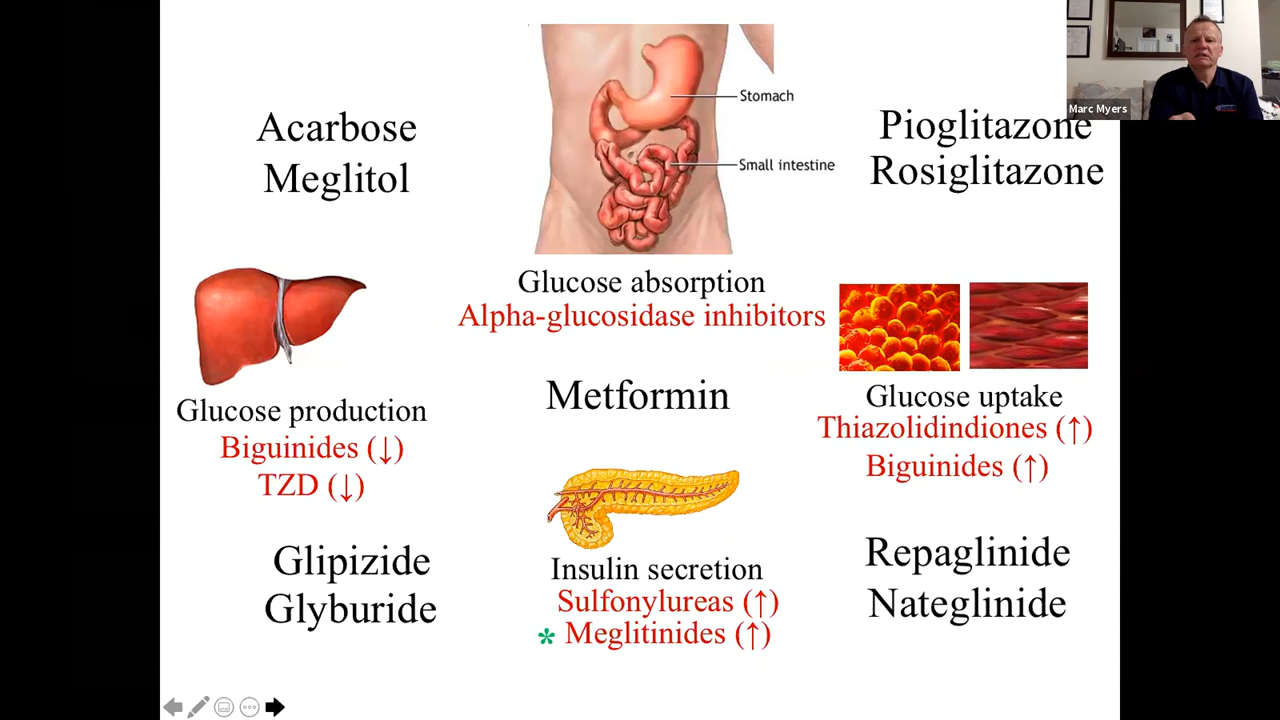 Marc Myers
Stomach
Small intestine
Acarbose
Meglitol
Pioglitazone
Rosiglitazone
Glucose absorption
Alpha-glucosidase inhibitors
Glucose production
Biguinides (↓)
TZD (↓)
Metformin
Glucose uptake
Thiazolidindiones (↑)
Biguinides (↑)
Glipizide
Glyburide
Insulin secretion
Sulfonylureas (↑)
* Meglitinides (↑)
Repaglinide
Nateglinide